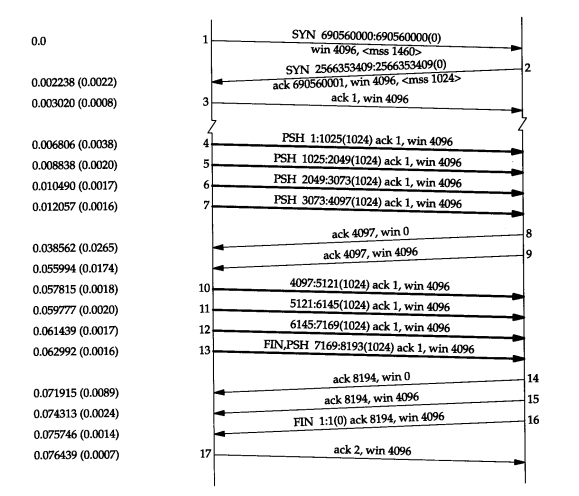 0.0
1
SYN 690560000:690560000(0)
win 4096, <mss 1460>
SYN 2566353409:2566353409(0)
2
0.002238 (0.0022)
ack 690560001, win 4096, <mss 1024>
0.003020 (0.0008)
3
ack 1, win 4096
0.006806 (0.0038)
4
PSH 1:1025(1024) ack 1, win 4096
0.008838 (0.0020)
5
PSH 1025:2049(1024) ack 1, win 4096
0.010490 (0.0017)
6
PSH 2049:3073(1024) ack 1, win 4096
0.012057 (0.0016)
7
PSH 3073:4097(1024) ack 1, win 4096
ack 4097, win 0
8
0.038562 (0.0265)
ack 4097, win 4096
9
0.055994 (0.0174)
0.057815 (0.0018)
10
4097:5121(1024) ack 1, win 4096
0.059777 (0.0020)
11
5121:6145(1024) ack 1, win 4096
0.061439 (0.0017)
12
6145:7169(1024) ack 1, win 4096
0.062992 (0.0016)
13
FIN,PSH 7169:8193(1024) ack 1, win 4096
ack 8194, win 0
14
0.071915 (0.0089)
ack 8194, win 4096
15
0.074313 (0.0024)
FIN 1:1(0) ack 8194, win 4096
16
0.075746 (0.0014)
0.076439 (0.0007)
17
ack 2, win 4096